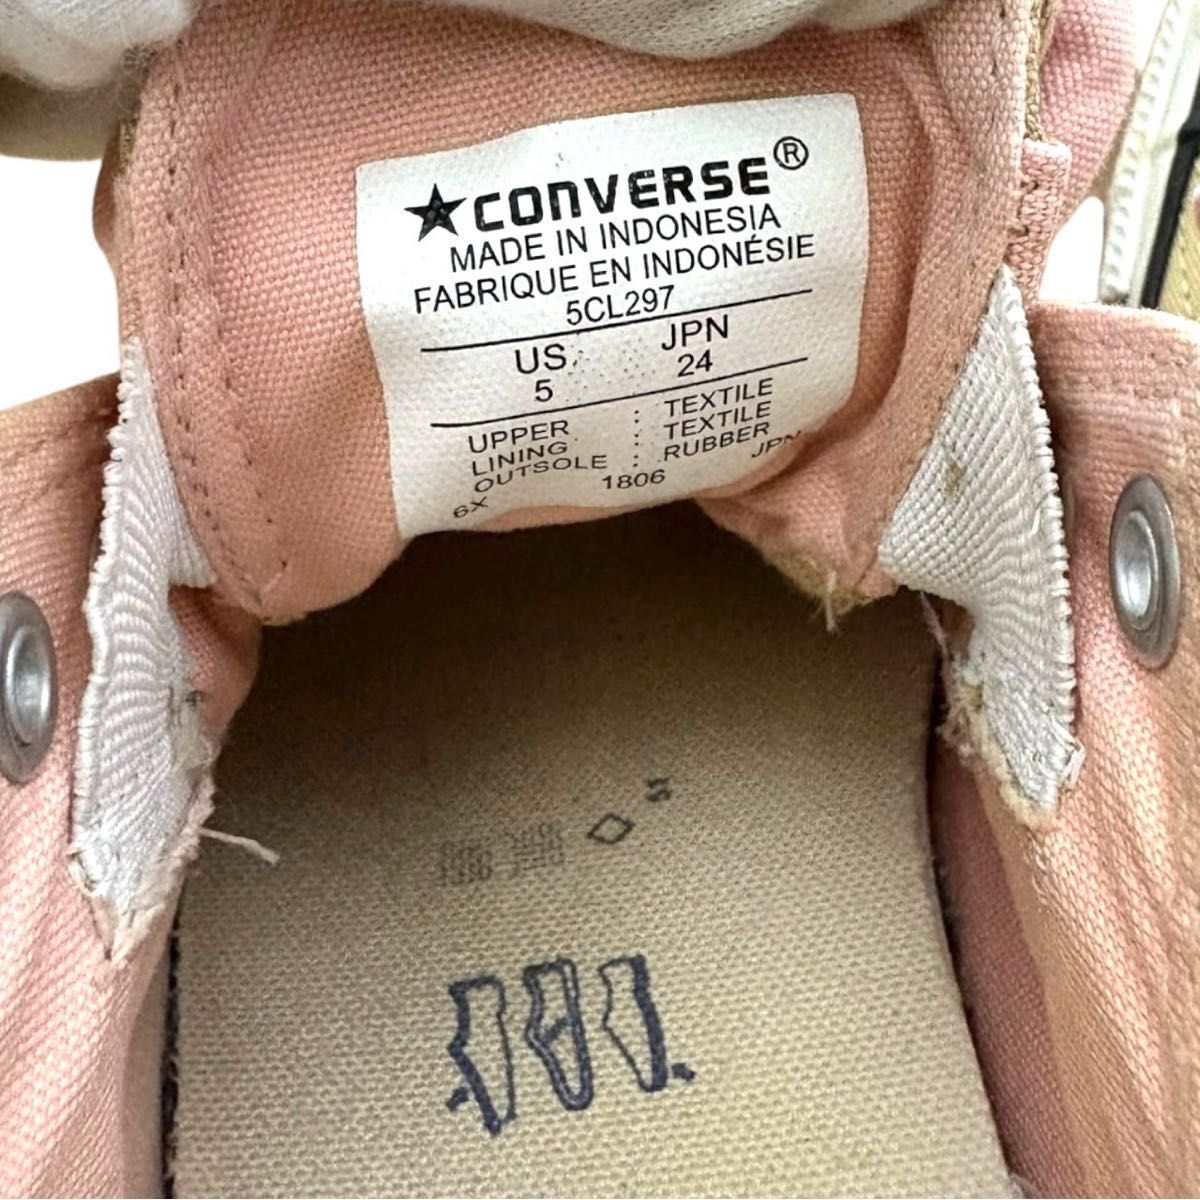 ★CONVERSE®
MADE IN INDONESIA
FABRIQUE EN INDONÉSIE
5CL297
US JPN
5 24
UPPER : TEXTILE
LINING : TEXTILE
OUTSOLE : RUBBER
6X 1806 JPN